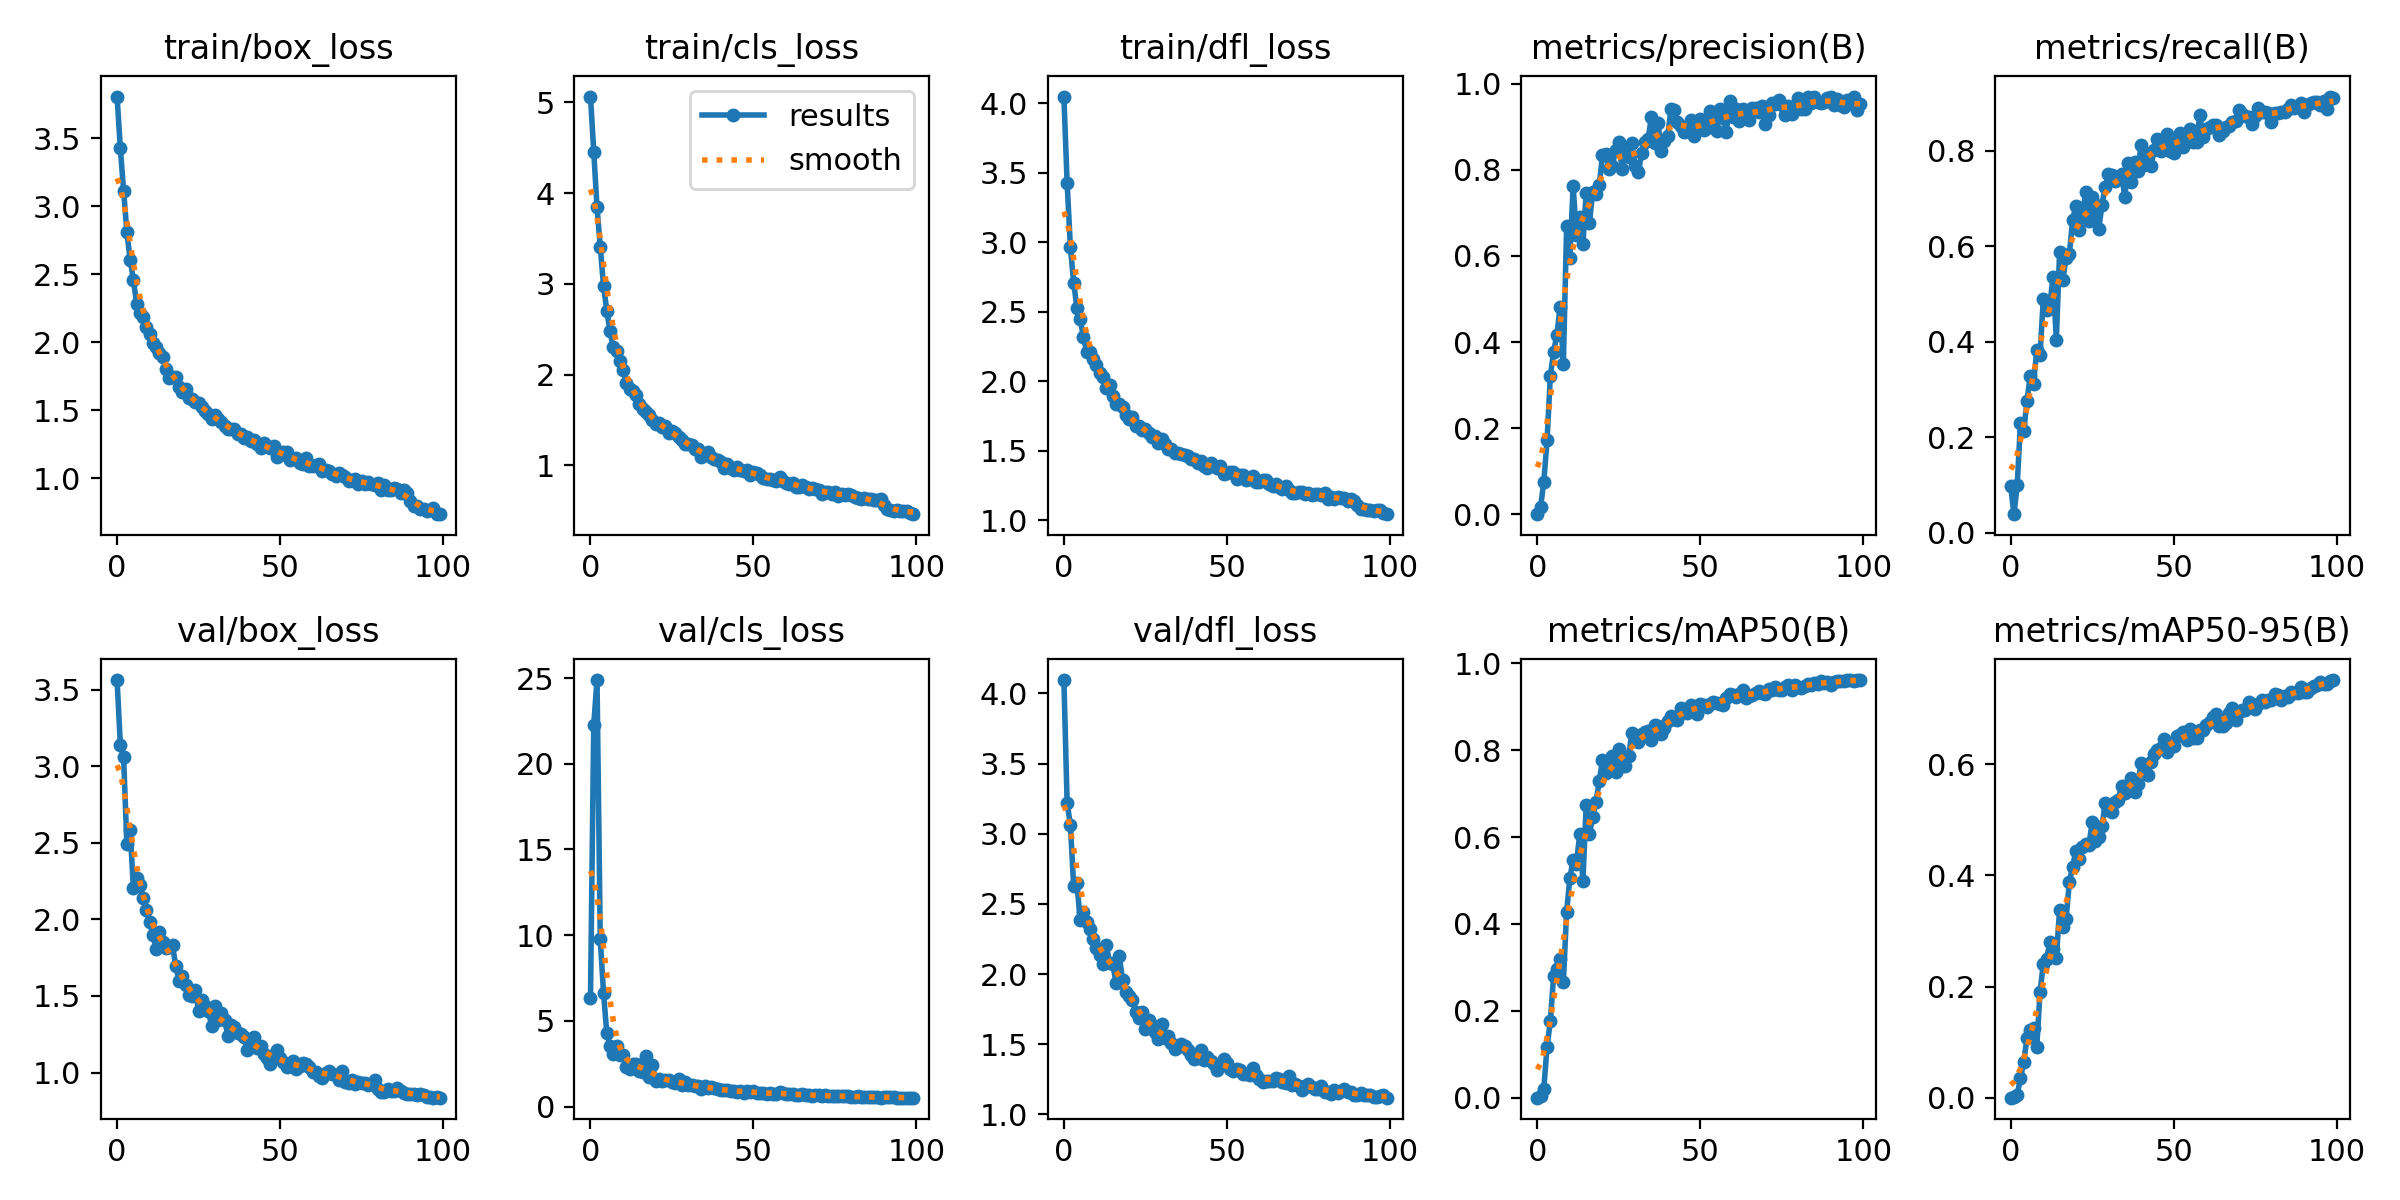 train/box_loss
3.5
3.0
2.5
2.0
1.5
1.0
0 50 100
train/cls_loss
results
smooth
5
4
3
2
1
0 50 100
train/dfl_loss
4.0
3.5
3.0
2.5
2.0
1.5
1.0
0 50 100
metrics/precision(B)
1.0
0.8
0.6
0.4
0.2
0.0
0 50 100
metrics/recall(B)
0.8
0.6
0.4
0.2
0.0
0 50 100
val/box_loss
3.5
3.0
2.5
2.0
1.5
1.0
0 50 100
val/cls_loss
25
20
15
10
5
0
0 50 100
val/dfl_loss
4.0
3.5
3.0
2.5
2.0
1.5
1.0
0 50 100
metrics/mAP50(B)
1.0
0.8
0.6
0.4
0.2
0.0
0 50 100
metrics/mAP50-95(B)
0.6
0.4
0.2
0.0
0 50 100